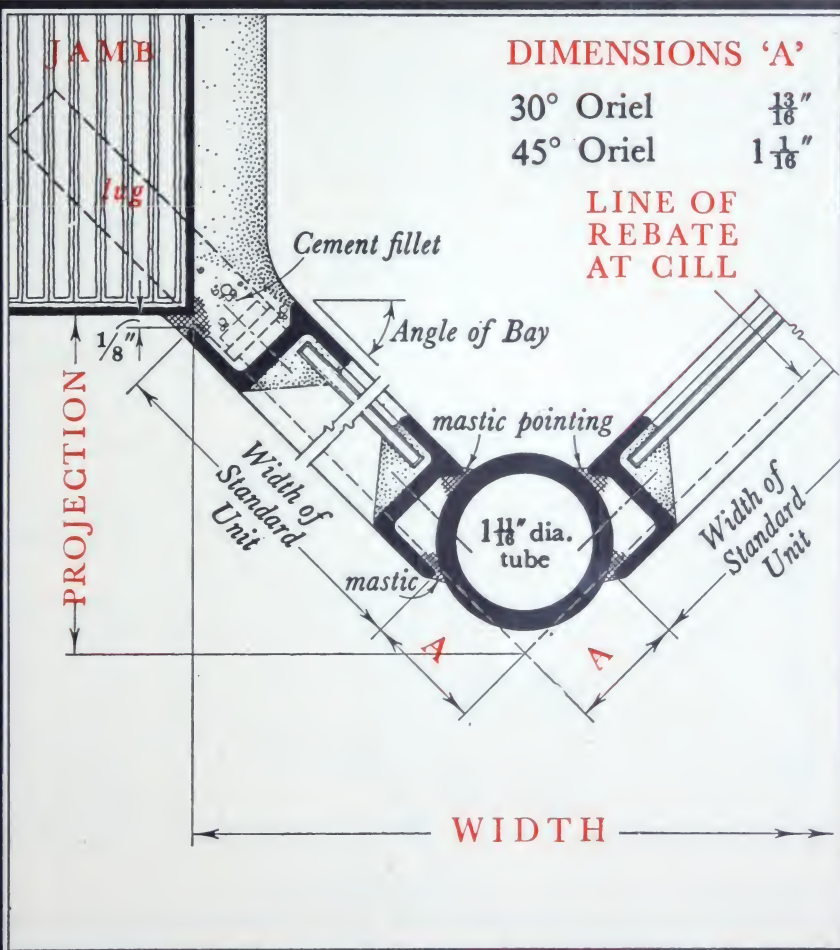 JAMB
DIMENSIONS ‘A’
30° Oriel 13/16"
45° Oriel 1 1/16"
lug
LINE OF
REBATE
AT CILL
Cement fillet
Angle of Bay
1/8"
PROJECTION
mastic pointing
Width of
Standard
Unit
1 11/16" dia.
tube
Width of
Standard
Unit
mastic
A
A
WIDTH